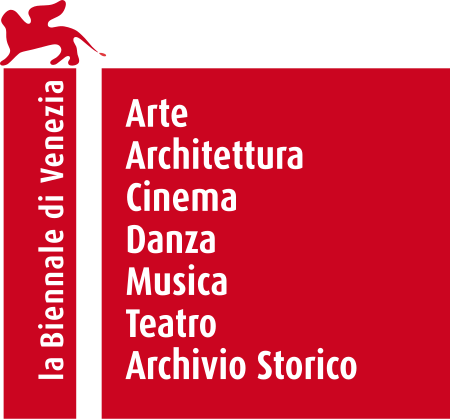 la Biennale di Venezia
Arte
Architettura
Cinema
Danza
Musica
Teatro
Archivio Storico